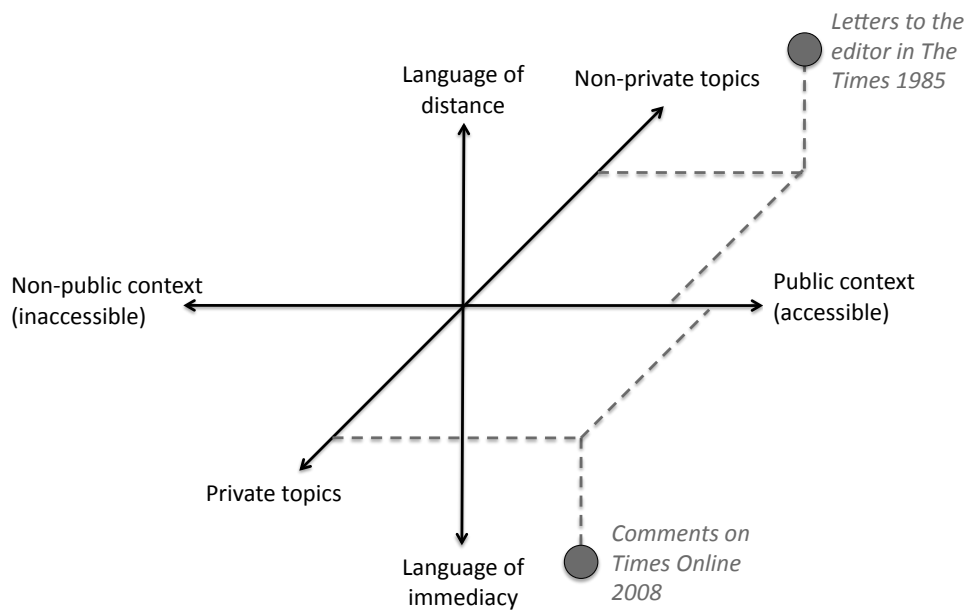 Letters to the
editor in The
Times 1985
Language of
distance
Non-private topics
Non-public context
(inaccessible)
Public context
(accessible)
Private topics
Comments on
Times Online
2008
Language of
immediacy